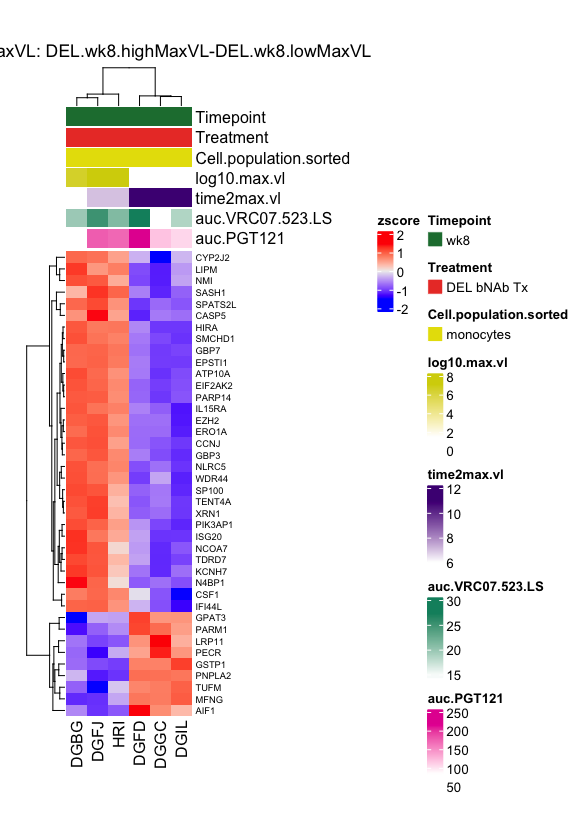 axVL: DEL.wk8.highMaxVL-DEL.wk8.lowMaxVL
Timepoint
Treatment
Cell.population.sorted
log10.max.vl
time2max.vl
auc.VRC07.523.LS
auc.PGT121
CYP2J2
LIPM
NMI
SASH1
SPATS2L
CASP5
HIRA
SMCHD1
GBP7
EPSTI1
ATP10A
EIF2AK2
PARP14
IL15RA
EZH2
ERO1A
CCNJ
GBP3
NLRC5
WDR44
SP100
TENT4A
XRN1
PIK3AP1
ISG20
NCOA7
TDRD7
KCNH7
N4BP1
CSF1
IFI44L
GPAT3
PARM1
LRP11
PECR
GSTP1
PNPLA2
TUFM
MFNG
AIF1
DGBG
DGFJ
HRI
DGFD
DGGC
DGIL
zscore
2
1
0
-1
-2
Timepoint
wk8
Treatment
DEL bNAb Tx
Cell.population.sorted
monocytes
log10.max.vl
8
6
4
2
0
time2max.vl
12
10
8
6
auc.VRC07.523.LS
30
25
20
15
auc.PGT121
250
200
150
100
50